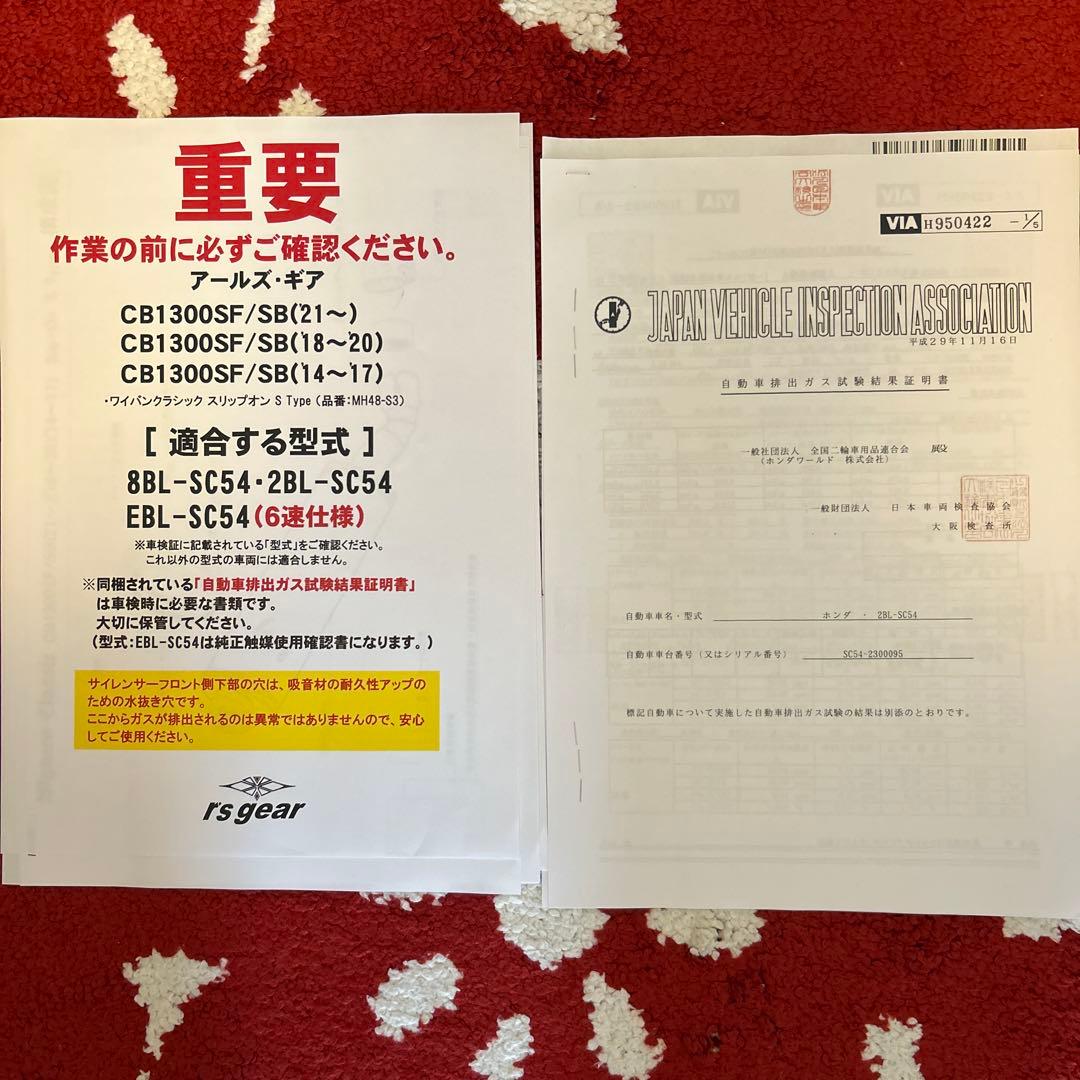 重要
作業の前に必ずご確認ください。
アールズ・ギア
CB1300SF/SB('21～)
CB1300SF/SB('18～'20)
CB1300SF/SB('14～'17)
・ワイバンクラシック スリップオン S Type（品番：MH48-S3）
[ 適合する型式 ]
8BL-SC54・2BL-SC54
EBL-SC54(6速仕様)
※車検証に記載されている「型式」をご確認ください。
これ以外の型式の車両には適合しません。
※同梱されている「自動車排出ガス試験結果証明書」
は車検時に必要な書類です。
大切に保管してください。
（型式：EBL-SC54は純正触媒使用確認書になります。）
サイレンサーフロント側下部の穴は、吸音材の耐久性アップの
ための水抜き穴です。
ここからガスが排出されるのは異常ではありませんので、安心
してご使用ください。
r's gear
VIA H950422 -1/5
JAPAN VEHICLE INSPECTION ASSOCIATION
平成29年11月16日
自動車排出ガス試験結果証明書
一般社団法人 全国二輪車用品連合会 殿
（ホンダワールド 株式会社）
一般財団法人 日本車両検査協会
大阪検査所
自動車車名・型式 ホンダ ・ 2BL-SC54
自動車車台番号（又はシリアル番号） SC54-2300095
標記自動車について実施した自動車排出ガス試験の結果は別添のとおりです。